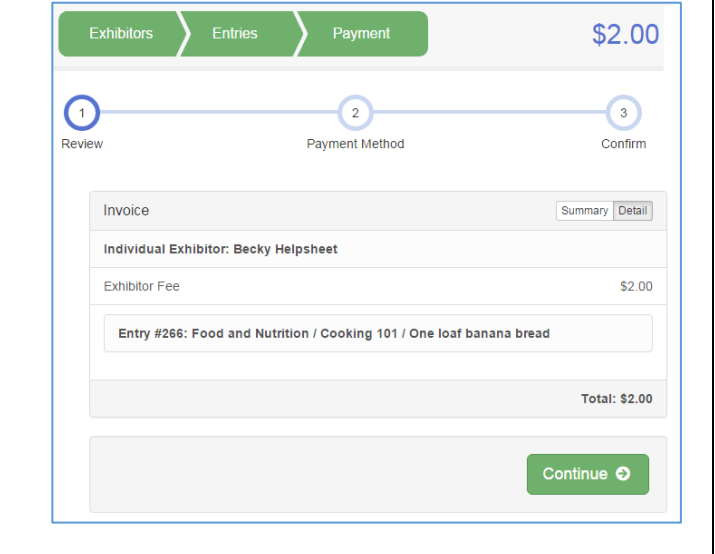 Exhibitors Entries Payment $2.00
1 2 3
Review Payment Method Confirm
Invoice Summary Detail
Individual Exhibitor: Becky Helpsheet
Exhibitor Fee $2.00
Entry #266: Food and Nutrition / Cooking 101 / One loaf banana bread
Total: $2.00
Continue